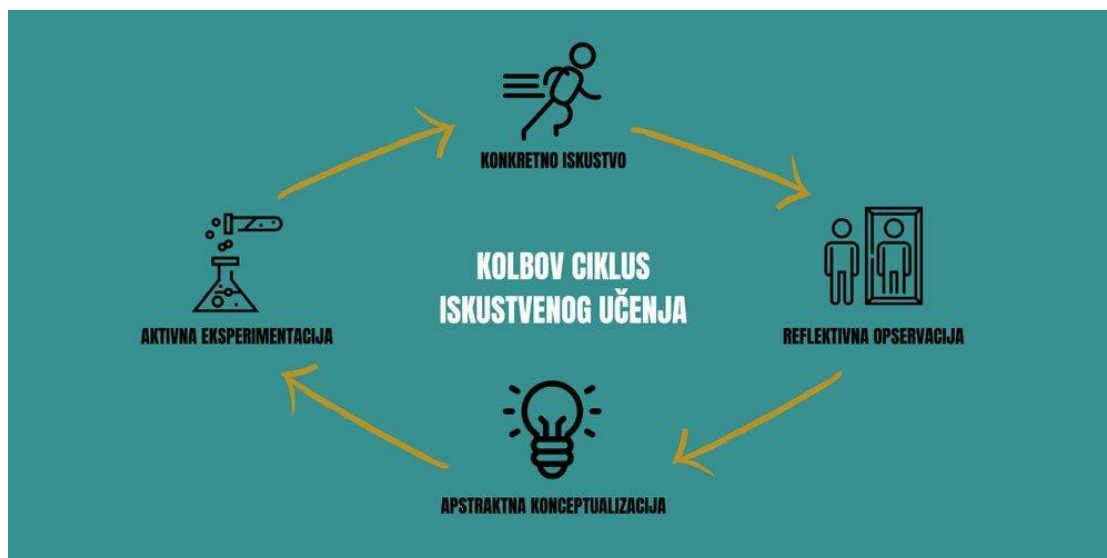 KONKRETNO ISKUSTVO
KOLBOV CIKLUS
ISKUSTVENOG UČENJA
AKTIVNA EKSPERIMENTACIJA
REFLEKTIVNA OPSERVACIJA
APSTRAKTNA KONCEPTUALIZACIJA